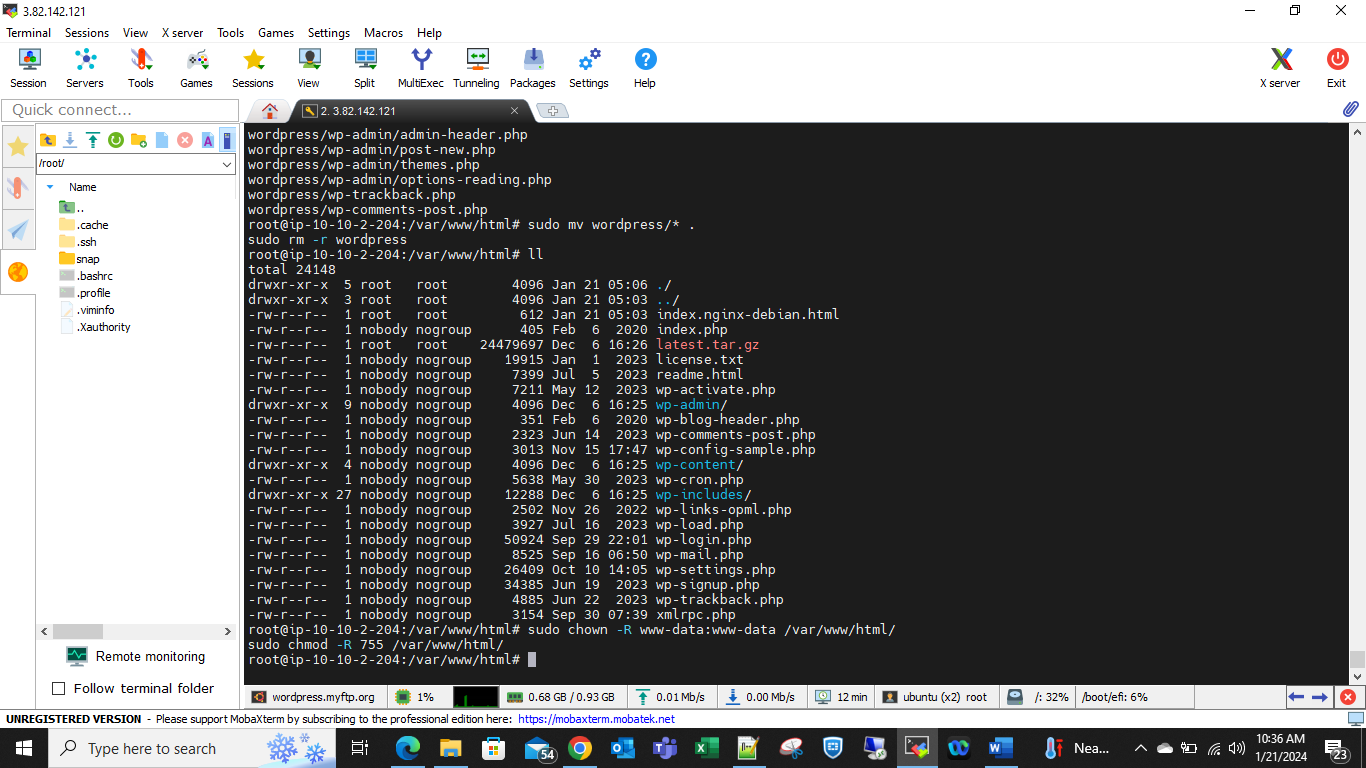 3.82.142.121
Terminal Sessions View X server Tools Games Settings Macros Help
Session Servers Tools Games Sessions View Split MultiExec Tunneling Packages Settings Help X server Exit
Quick connect...
2. 3.82.142.121
/root/
Name
..
.cache
.ssh
snap
.bashrc
.profile
.viminfo
.Xauthority
Remote monitoring
Follow terminal folder
wordpress/wp-admin/admin-header.php
wordpress/wp-admin/post-new.php
wordpress/wp-admin/themes.php
wordpress/wp-admin/options-reading.php
wordpress/wp-trackback.php
wordpress/wp-comments-post.php
root@ip-10-10-2-204:/var/www/html# sudo mv wordpress/* .
sudo rm -r wordpress
root@ip-10-10-2-204:/var/www/html# ll
total 24148
drwxr-xr-x  5 root   root        4096 Jan 21 05:06 ./
drwxr-xr-x  3 root   root        4096 Jan 21 05:03 ../
-rw-r--r--  1 root   root         612 Jan 21 05:03 index.nginx-debian.html
-rw-r--r--  1 nobody nogroup      405 Feb  6  2020 index.php
-rw-r--r--  1 root   root    24479697 Dec  6 16:26 latest.tar.gz
-rw-r--r--  1 nobody nogroup    19915 Jan  1  2023 license.txt
-rw-r--r--  1 nobody nogroup     7399 Jul  5  2023 readme.html
-rw-r--r--  1 nobody nogroup     7211 May 12  2023 wp-activate.php
drwxr-xr-x  9 nobody nogroup     4096 Dec  6 16:25 wp-admin/
-rw-r--r--  1 nobody nogroup      351 Feb  6  2020 wp-blog-header.php
-rw-r--r--  1 nobody nogroup     2323 Jun 14  2023 wp-comments-post.php
-rw-r--r--  1 nobody nogroup     3013 Nov 15 17:47 wp-config-sample.php
drwxr-xr-x  4 nobody nogroup     4096 Dec  6 16:25 wp-content/
-rw-r--r--  1 nobody nogroup     5638 May 30  2023 wp-cron.php
drwxr-xr-x 27 nobody nogroup    12288 Dec  6 16:25 wp-includes/
-rw-r--r--  1 nobody nogroup     2502 Nov 26  2022 wp-links-opml.php
-rw-r--r--  1 nobody nogroup     3927 Jul 16  2023 wp-load.php
-rw-r--r--  1 nobody nogroup    50924 Sep 29 22:01 wp-login.php
-rw-r--r--  1 nobody nogroup     8525 Sep 16 06:50 wp-mail.php
-rw-r--r--  1 nobody nogroup    26409 Oct 10 14:05 wp-settings.php
-rw-r--r--  1 nobody nogroup    34385 Jun 19  2023 wp-signup.php
-rw-r--r--  1 nobody nogroup     4885 Jun 22  2023 wp-trackback.php
-rw-r--r--  1 nobody nogroup     3154 Sep 30 07:39 xmlrpc.php
root@ip-10-10-2-204:/var/www/html# sudo chown -R www-data:www-data /var/www/html/
sudo chmod -R 755 /var/www/html/
root@ip-10-10-2-204:/var/www/html#
wordpress.myftp.org 1% 0.68 GB / 0.93 GB 0.01 Mb/s 0.00 Mb/s 12 min ubuntu (x2) root /: 32% /boot/efi: 6%
UNREGISTERED VERSION - Please support MobaXterm by subscribing to the professional edition here: https://mobaxterm.mobatek.net
Type here to search
54
Nea...
10:36 AM
1/21/2024
23